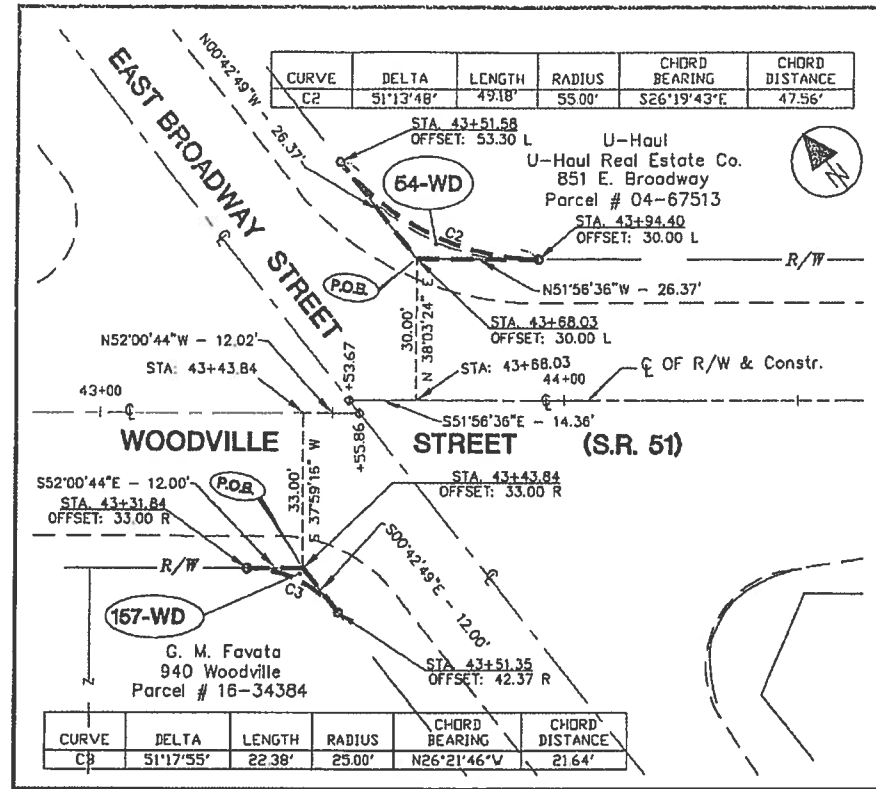 CURVE DELTA LENGTH RADIUS CHORD BEARING CHORD DISTANCE
C2 51°13'48" 49.18' 55.00' S26°19'43"E 47.56'
N00°42'49"W - 26.37'
EAST BROADWAY STREET
STA. 43+51.58
OFFSET: 53.30 L
U-Haul
U-Haul Real Estate Co.
851 E. Broadway
Parcel # 04-67513
N
54-WD
C2
STA. 43+94.40
OFFSET: 30.00 L
R/W
P.O.B.
N51°56'36"W - 26.37'
STA. 43+68.03
OFFSET: 30.00 L
30.00'
N 38°03'24" E
N52°00'44"W - 12.02'
STA: 43+43.84
+53.67
STA: 43+68.03
43+00
44+00
℄ OF R/W & Constr.
℄
℄
℄
S51°56'36"E - 14.36'
WOODVILLE STREET (S.R. 51)
+55.86
S52°00'44"E - 12.00'
P.O.B.
33.00'
S 37°59'16" W
STA. 43+43.84
OFFSET: 33.00 R
STA. 43+31.84
OFFSET: 33.00 R
S00°42'49"E - 12.00'
℄
R/W
C3
157-WD
G. M. Favata
940 Woodville
Parcel # 16-34384
Z
STA. 43+51.35
OFFSET: 42.37 R
CURVE DELTA LENGTH RADIUS CHORD BEARING CHORD DISTANCE
C3 51°17'55" 22.38' 25.00' N26°21'46"W 21.64'